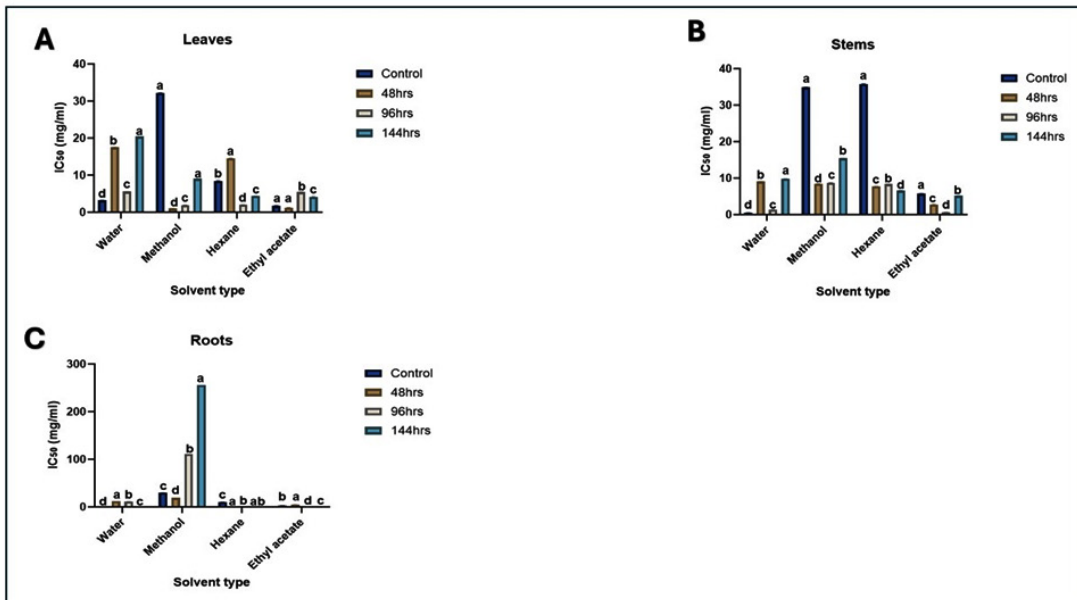 A
Leaves
IC50 (mg/ml)
40
30
20
10
0
d b c a
a d c a
b a d c
a a b c
Water
Methanol
Hexane
Ethyl acetate
Solvent type
Control
48hrs
96hrs
144hrs
B
Stems
IC50 (mg/ml)
40
30
20
10
0
d b c a
a d c b
a c b d
a c d b
Water
Methanol
Hexane
Ethyl acetate
Solvent type
Control
48hrs
96hrs
144hrs
C
Roots
IC50 (mg/ml)
300
200
100
0
d a b c
c d b a
c a b ab
b a d c
Water
Methanol
Hexane
Ethyl acetate
Solvent type
Control
48hrs
96hrs
144hrs